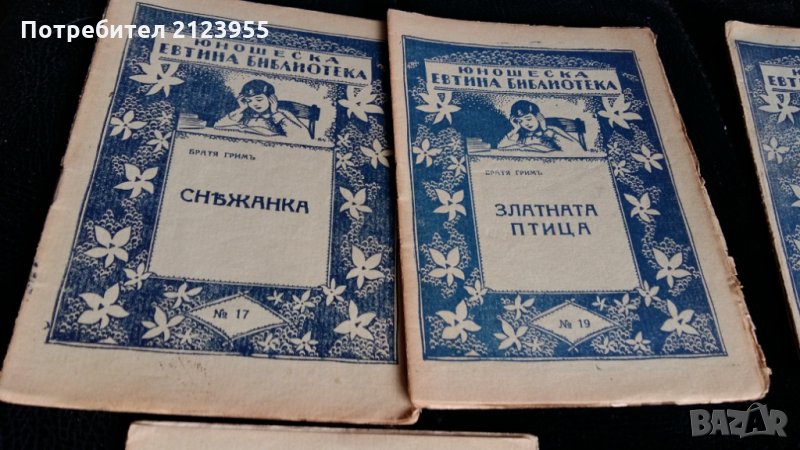 Потребител 2123955
ЮНОШЕСКА
ЕВТИНА БИБЛИОТЕКА
БРАТЯ ГРИМЪ
СНѢЖАНКА
№ 17
ЮНОШЕСКА
ЕВТИНА БИБЛИОТЕКА
БРАТЯ ГРИМЪ
ЗЛАТНАТА
ПТИЦА
№ 19
BAZAR